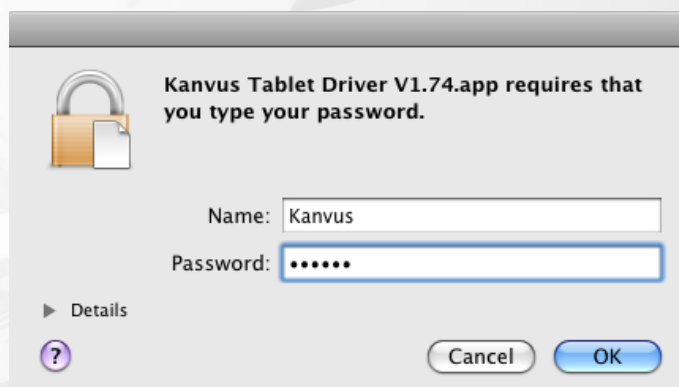 Kanvus Tablet Driver V1.74.app requires that
you type your password.
Name: Kanvus
Password: ••••••
Details
?
Cancel OK